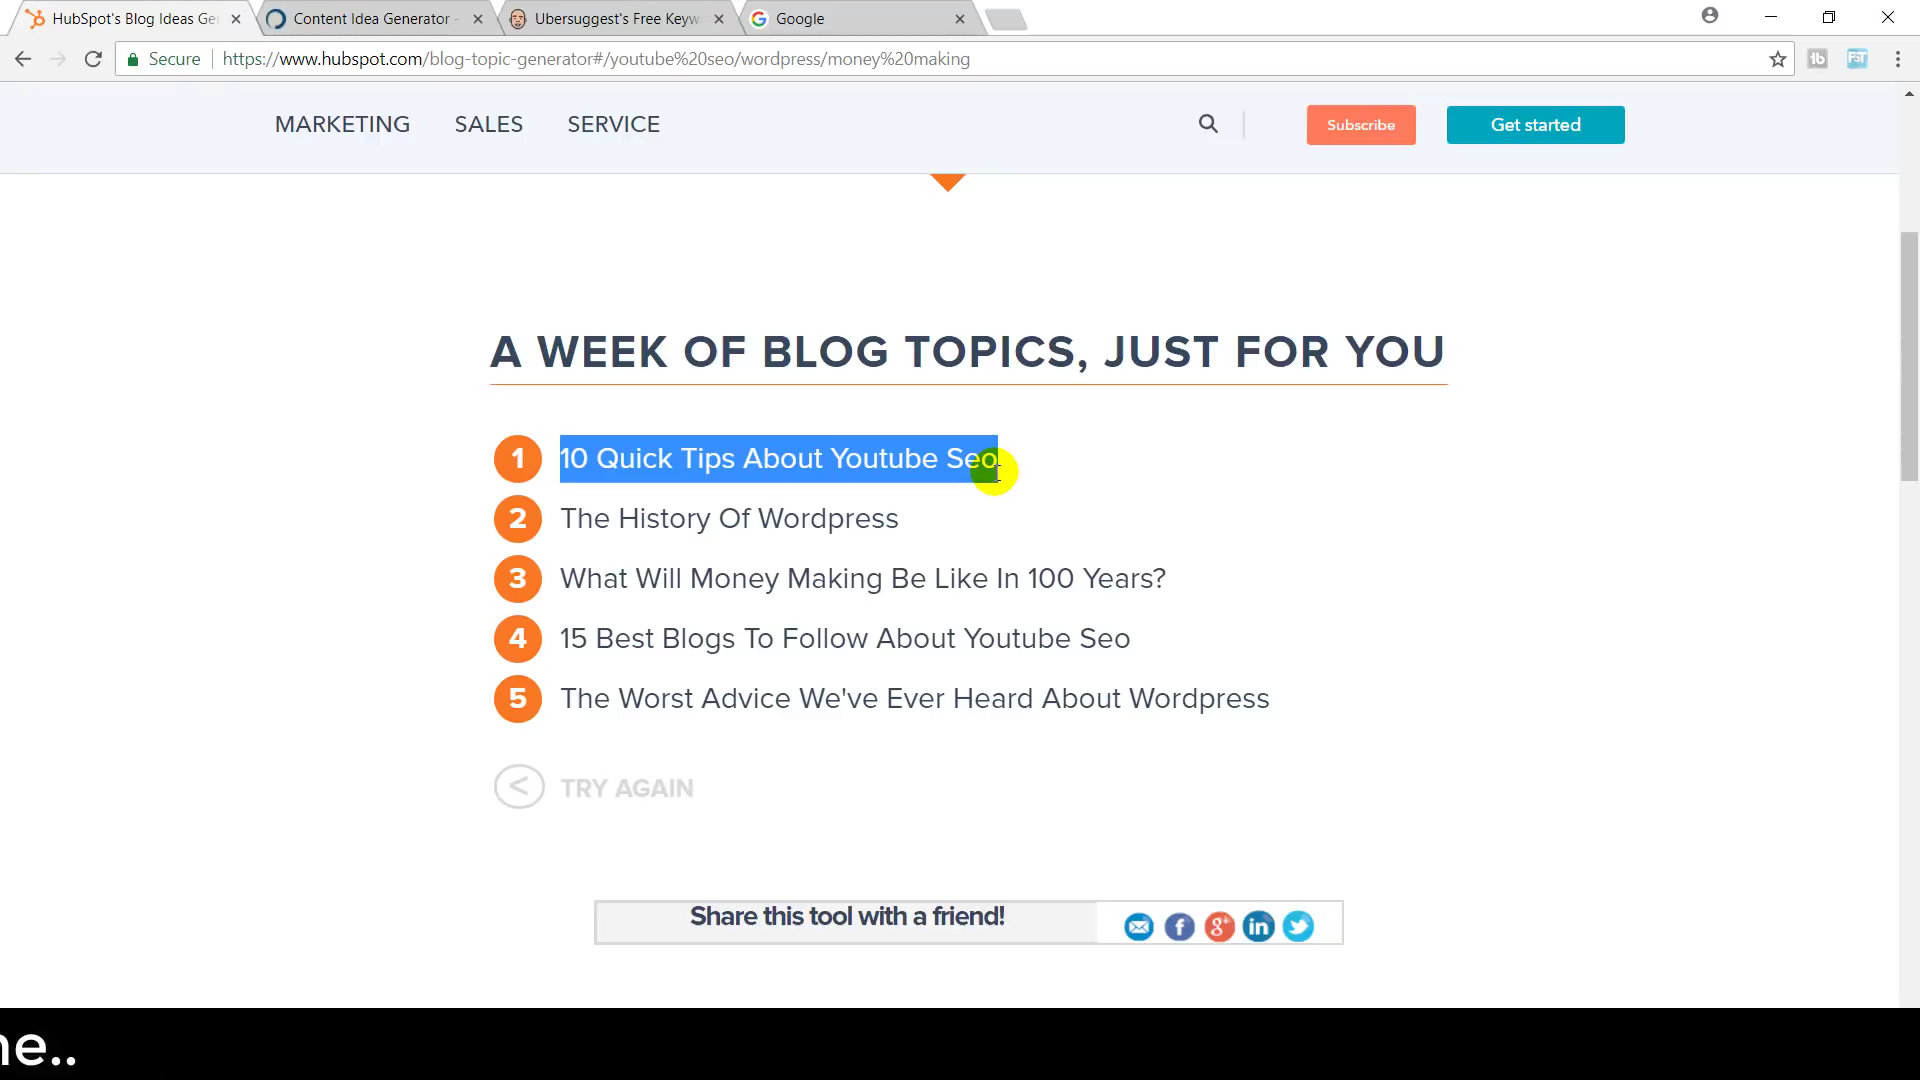 HubSpot's Blog Ideas Ge
Content Idea Generator -
Ubersuggest's Free Keyw
Google
Secure
https://www.hubspot.com/blog-topic-generator#/youtube%20seo/wordpress/money%20making
MARKETING
SALES
SERVICE
Subscribe
Get started
A WEEK OF BLOG TOPICS, JUST FOR YOU
1 10 Quick Tips About Youtube Seo
2 The History Of Wordpress
3 What Will Money Making Be Like In 100 Years?
4 15 Best Blogs To Follow About Youtube Seo
5 The Worst Advice We've Ever Heard About Wordpress
< TRY AGAIN
Share this tool with a friend!
ne..